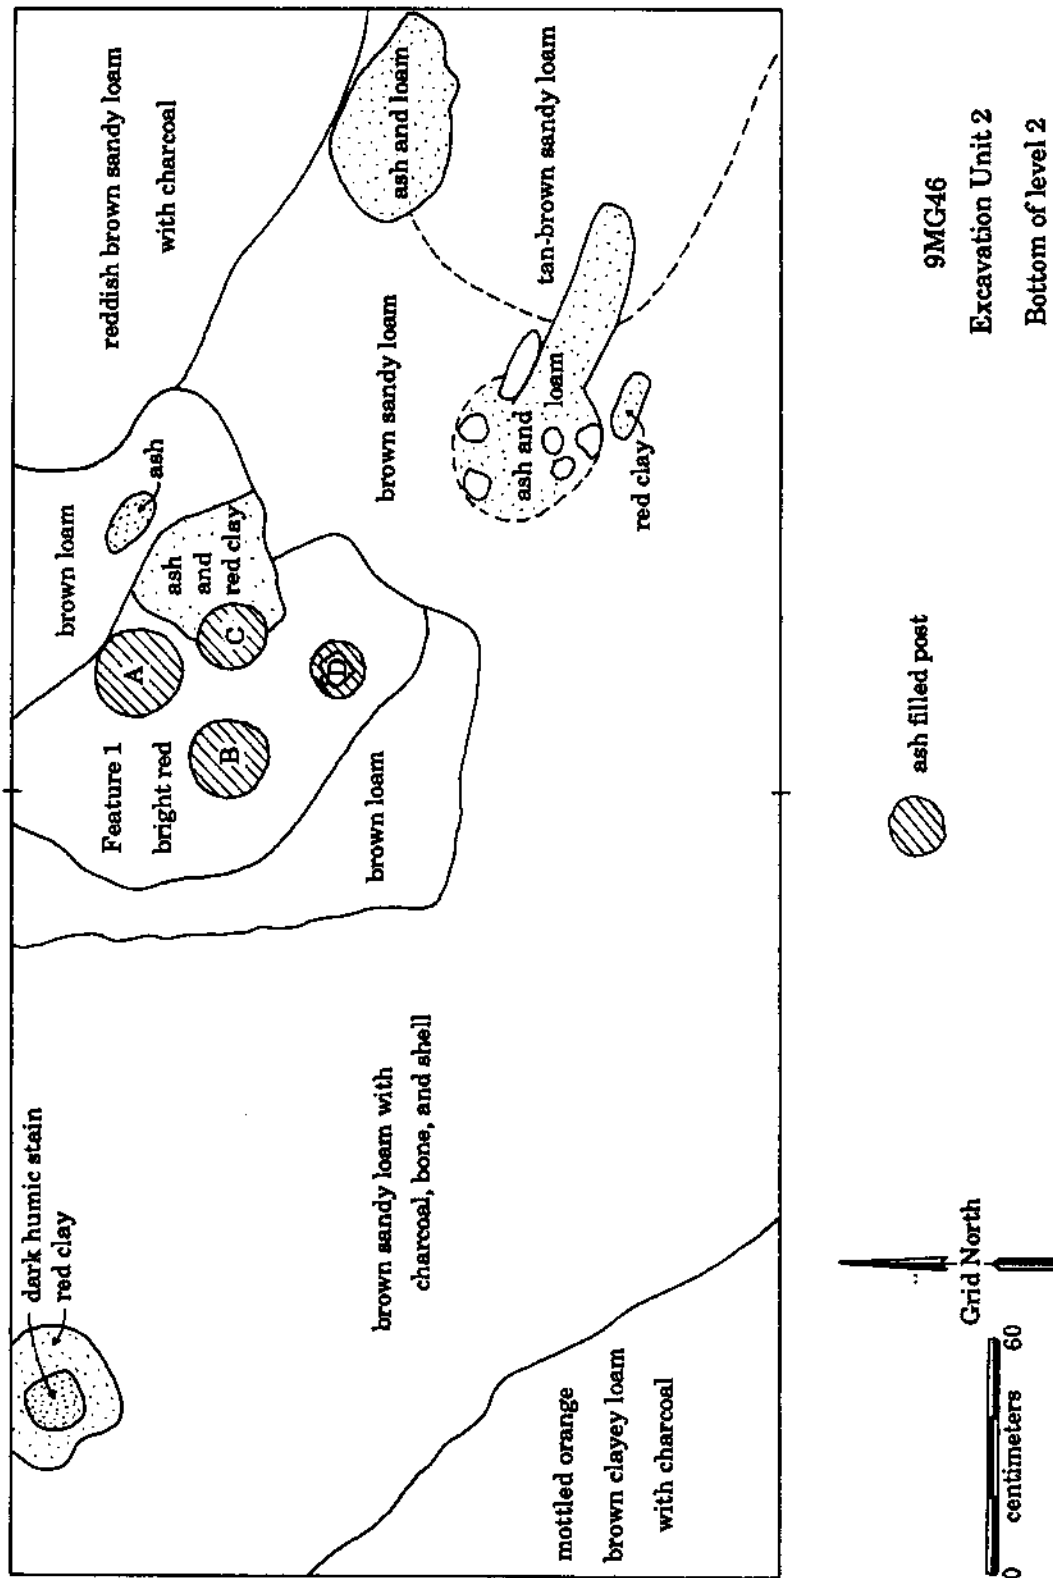 dark humic stain
red clay
Feature 1
bright red
A
B
C
D
brown loam
ash
ash
and
red clay
reddish brown sandy loam
with charcoal
brown loam
brown sandy loam
ash and loam
brown sandy loam with
charcoal, bone, and shell
ash and
loam
tan-brown sandy loam
red clay
mottled orange
brown clayey loam
with charcoal
Grid North
0 centimeters 60
ash filled post
9MG46
Excavation Unit 2
Bottom of level 2